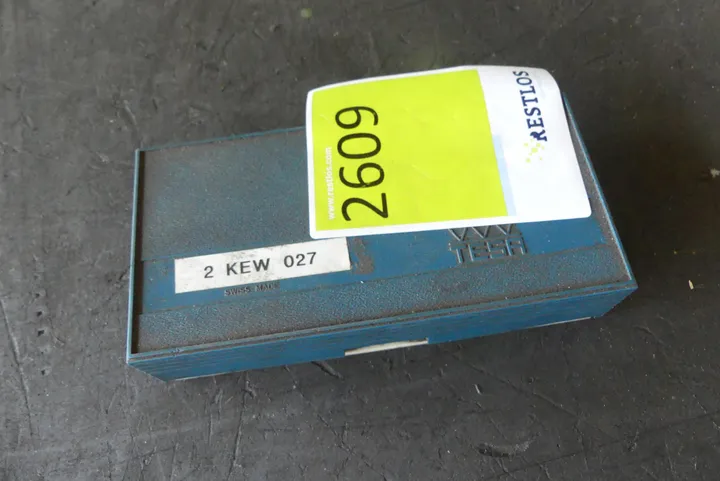 RESTLOS
2609
www.restlos.com
TESA
2 KEW 027
SWISS MADE